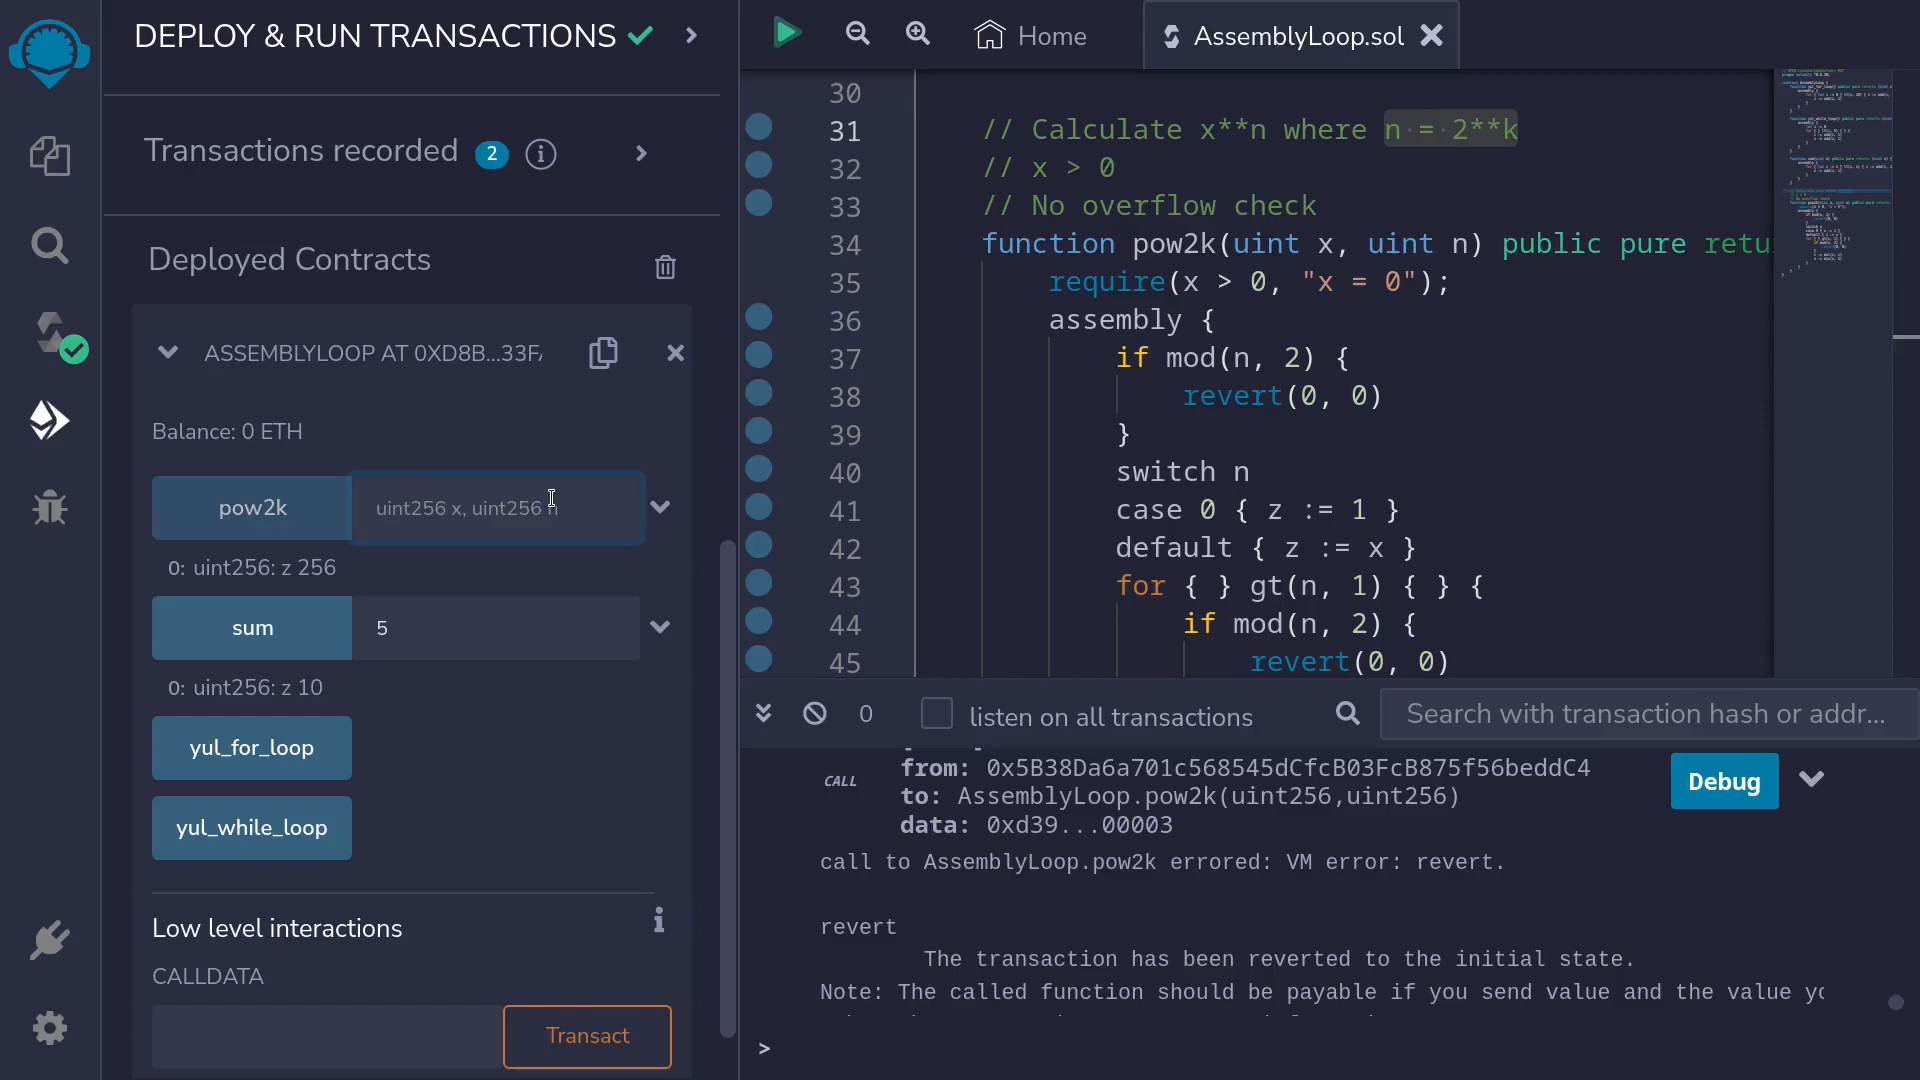 DEPLOY & RUN TRANSACTIONS
Transactions recorded 2
Deployed Contracts
ASSEMBLYLOOP AT 0XD8B...33F
Balance: 0 ETH
pow2k uint256 x, uint256 n
0: uint256: z 256
sum 5
0: uint256: z 10
yul_for_loop
yul_while_loop
Low level interactions
CALLDATA
Transact
Home AssemblyLoop.sol
30
31 // Calculate x**n where n = 2**k
32 // x > 0
33 // No overflow check
34 function pow2k(uint x, uint n) public pure retu
35 require(x > 0, "x = 0");
36 assembly {
37 if mod(n, 2) {
38 revert(0, 0)
39 }
40 switch n
41 case 0 { z := 1 }
42 default { z := x }
43 for { } gt(n, 1) { } {
44 if mod(n, 2) {
45 revert(0, 0)
0 listen on all transactions Search with transaction hash or addr...
CALL from: 0x5B38Da6a701c568545dCfcB03FcB875f56beddC4
to: AssemblyLoop.pow2k(uint256,uint256)
data: 0xd39...00003
Debug
call to AssemblyLoop.pow2k errored: VM error: revert.
revert
The transaction has been reverted to the initial state.
Note: The called function should be payable if you send value and the value yo
>